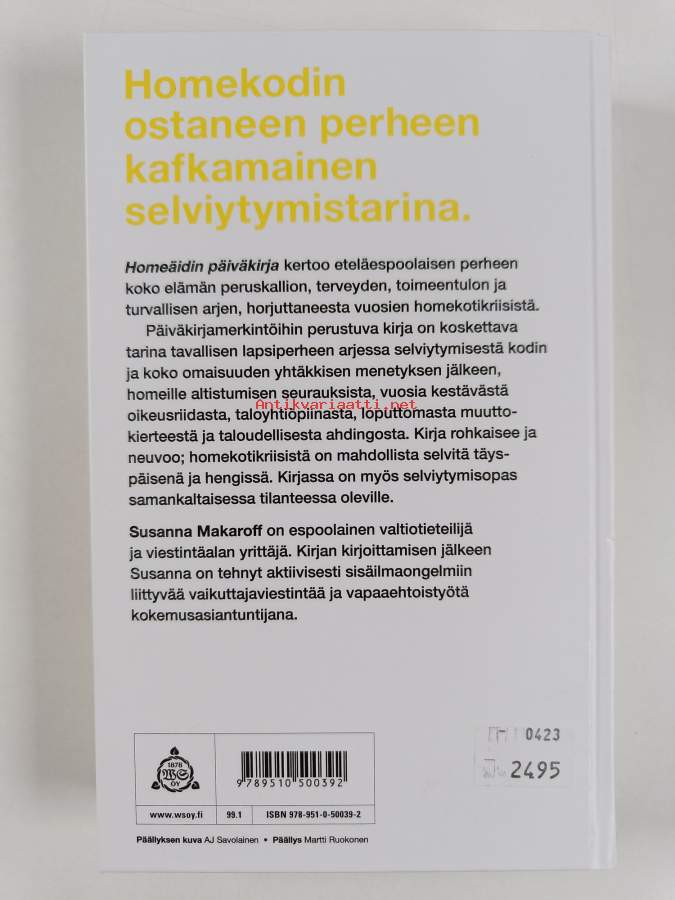 Homekodin
ostaneen perheen
kafkamainen
selviytymistarina.
Homeäidin päiväkirja kertoo eteläespoolaisen perheen
koko elämän peruskallion, terveyden, toimeentulon ja
turvallisen arjen, horjuttaneesta vuosien homekotikriisistä.
Päiväkirjamerkintöihin perustuva kirja on koskettava
tarina tavallisen lapsiperheen arjessa selviytymisestä kodin
ja koko omaisuuden yhtäkkisen menetyksen jälkeen,
homeille altistumisen seurauksista, vuosia kestävästä
Antikvariaatti.net
oikeusriidasta, taloyhtiöpiinasta, loputtomasta muutto-
kierteestä ja taloudellisesta ahdingosta. Kirja rohkaisee ja
neuvoo; homekotikriisistä on mahdollista selvitä täys-
päisenä ja hengissä. Kirjassa on myös selviytymisopas
samankaltaisessa tilanteessa oleville.
Susanna Makaroff on espoolainen valtiotieteilijä
ja viestintäalan yrittäjä. Kirjan kirjoittamisen jälkeen
Susanna on tehnyt aktiivisesti sisäilmaongelmiin
liittyvää vaikuttajaviestintää ja vapaaehtoistyötä
kokemusasiantuntijana.
1878
WS
OY
9 789510 500392
0423
2495
www.wsoy.fi
99.1
ISBN 978-951-0-50039-2
Päällyksen kuva AJ Savolainen • Päällys Martti Ruokonen